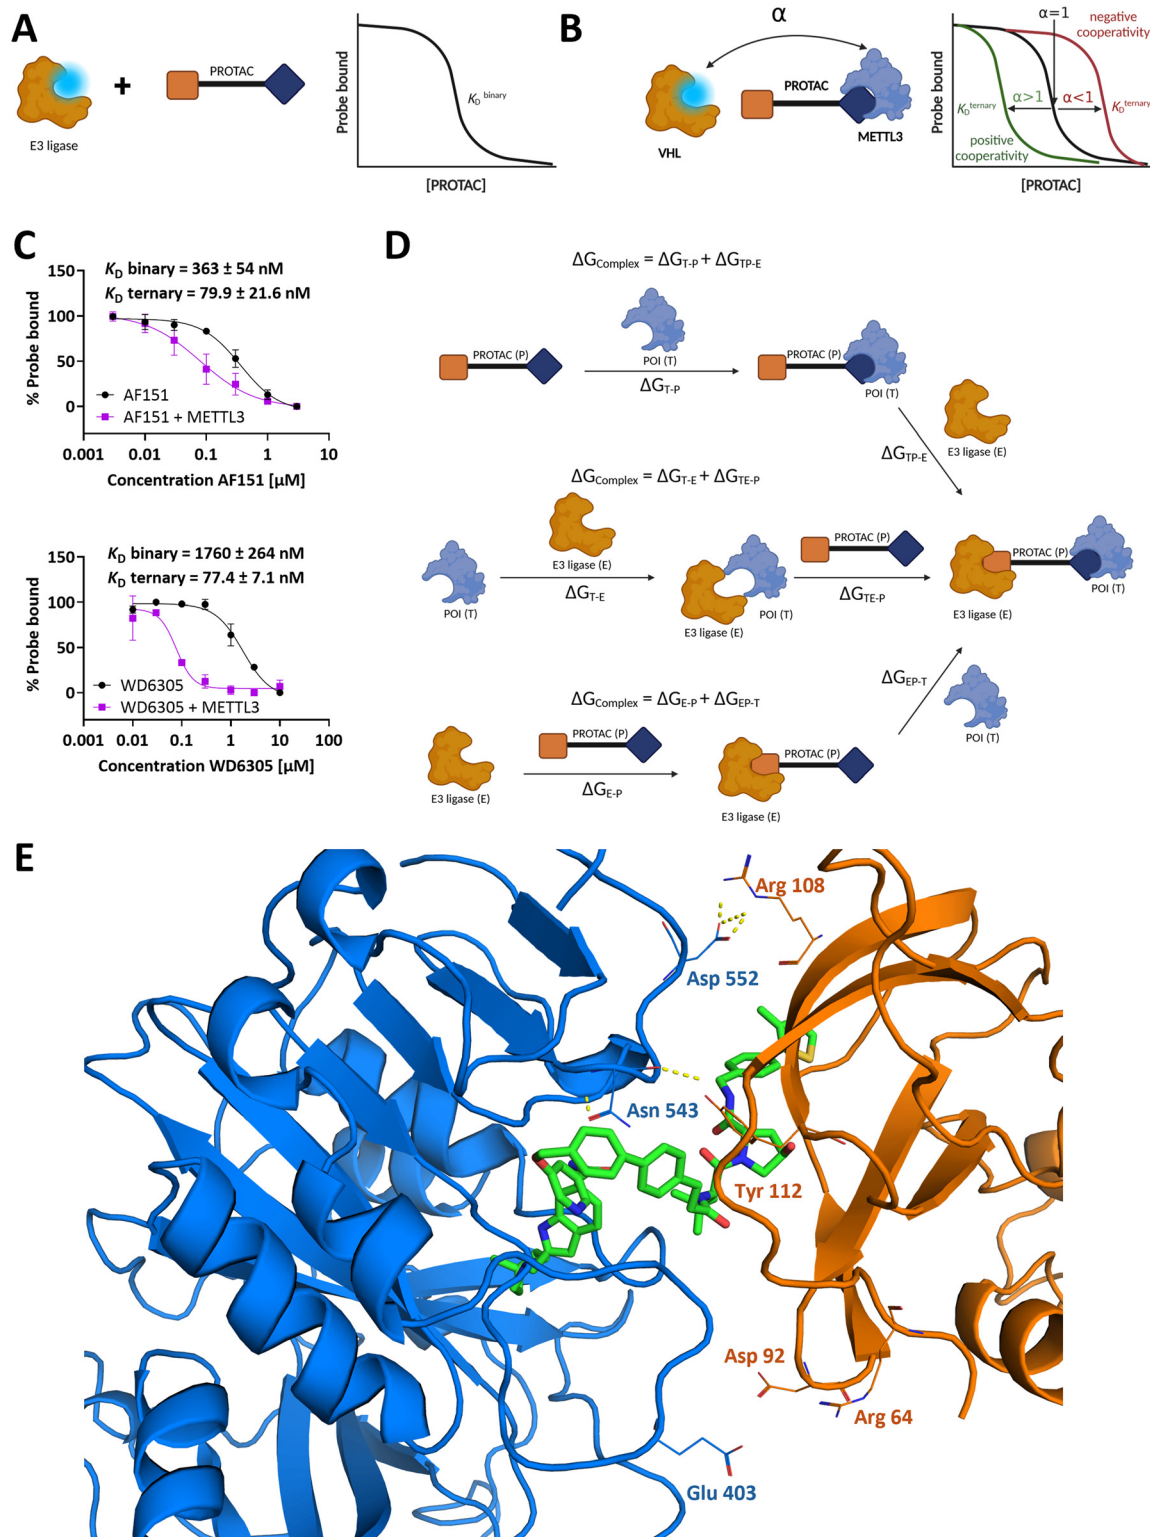 A
PROTAC
+
E3 ligase
Probe bound
K_D^binary
[PROTAC]
B
α
PROTAC
VHL
METTL3
Probe bound
α=1
negative
cooperativity
α>1
α<1
K_D^ternary
K_D^ternary
positive
cooperativity
[PROTAC]
C
K_D binary = 363 ± 54 nM
K_D ternary = 79.9 ± 21.6 nM
% Probe bound
150
100
50
0
AF151
AF151 + METTL3
0.001 0.01 0.1 1 10
Concentration AF151 [µM]
K_D binary = 1760 ± 264 nM
K_D ternary = 77.4 ± 7.1 nM
% Probe bound
150
100
50
0
WD6305
WD6305 + METTL3
0.001 0.01 0.1 1 10 100
Concentration WD6305 [µM]
D
ΔG_Complex = ΔG_T-P + ΔG_TP-E
PROTAC (P)
POI (T)
ΔG_T-P
PROTAC (P)
POI (T)
E3 ligase (E)
ΔG_TP-E
ΔG_Complex = ΔG_T-E + ΔG_TE-P
POI (T)
E3 ligase (E)
ΔG_T-E
E3 ligase (E)
POI (T)
PROTAC (P)
ΔG_TE-P
PROTAC (P)
E3 ligase (E)
POI (T)
ΔG_Complex = ΔG_E-P + ΔG_EP-T
E3 ligase (E)
PROTAC (P)
ΔG_E-P
PROTAC (P)
E3 ligase (E)
ΔG_EP-T
POI (T)
E
Arg 108
Asp 552
Asn 543
Tyr 112
Asp 92
Arg 64
Glu 403